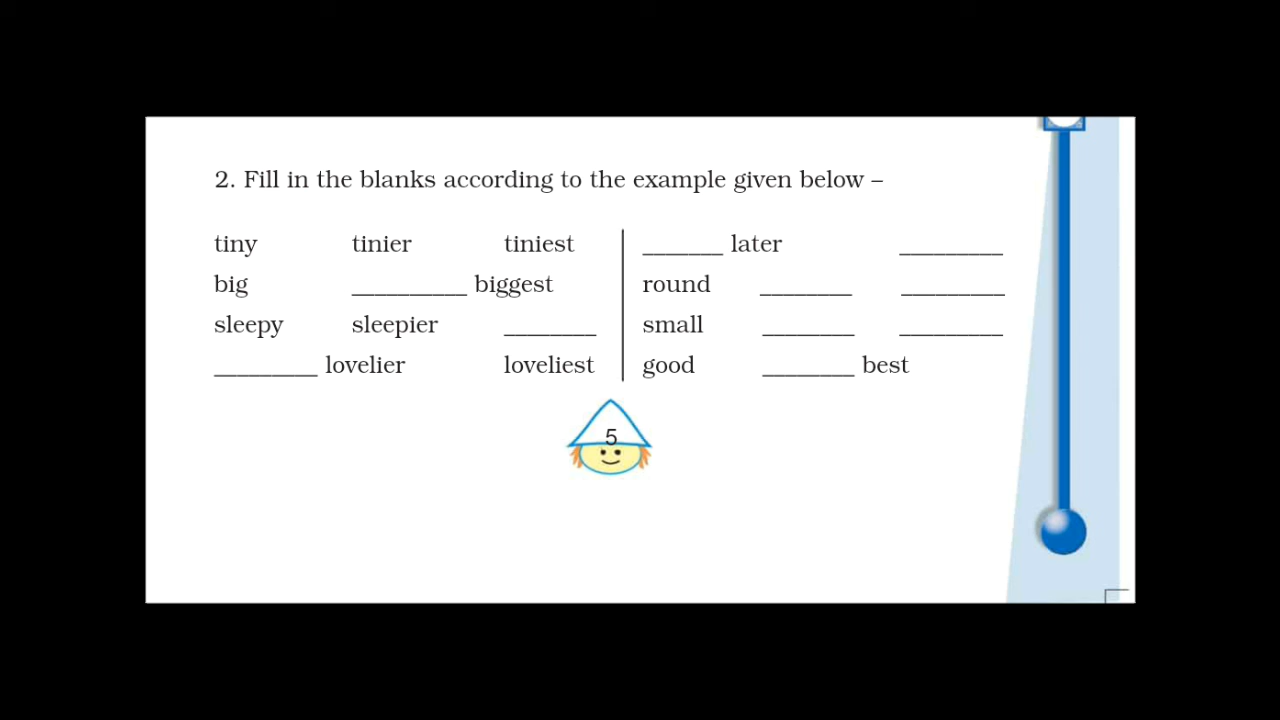 2. Fill in the blanks according to the example given below –
tiny tinier tiniest
big __________ biggest
sleepy sleepier ________
_________ lovelier loveliest
_______ later _________
round ________ _________
small ________ _________
good ________ best
5